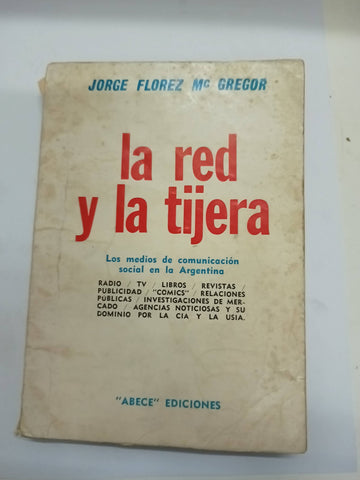 JORGE FLOREZ Mc GREGOR
la red
y la tijera
Los medios de comunicación
social en la Argentina
RADIO / TV / LIBROS / REVISTAS /
PUBLICIDAD / "COMICS" / RELACIONES
PÚBLICAS / INVESTIGACIONES DE MER-
CADO / AGENCIAS NOTICIOSAS Y SU
DOMINIO POR LA CIA Y LA USIA.
"ABECE" EDICIONES